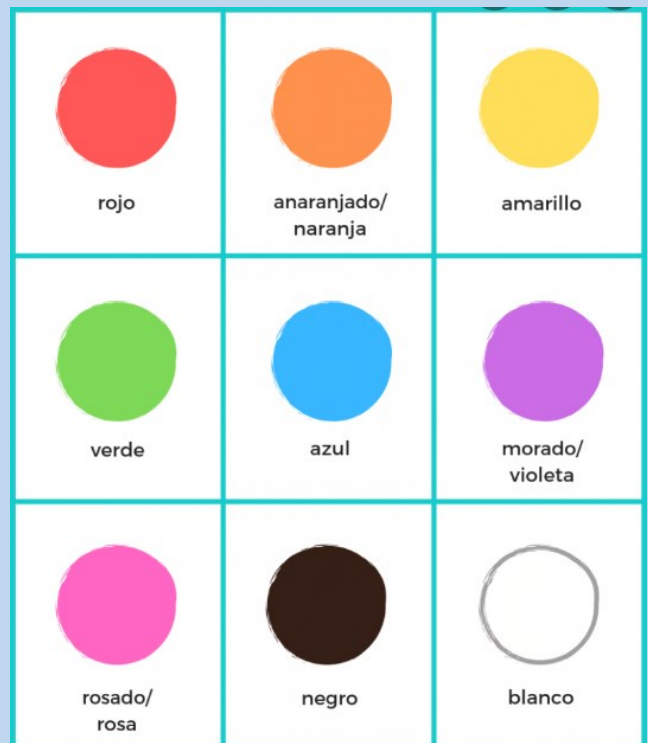 rojo
anaranjado/
naranja
amarillo
verde
azul
morado/
violeta
rosado/
rosa
negro
blanco